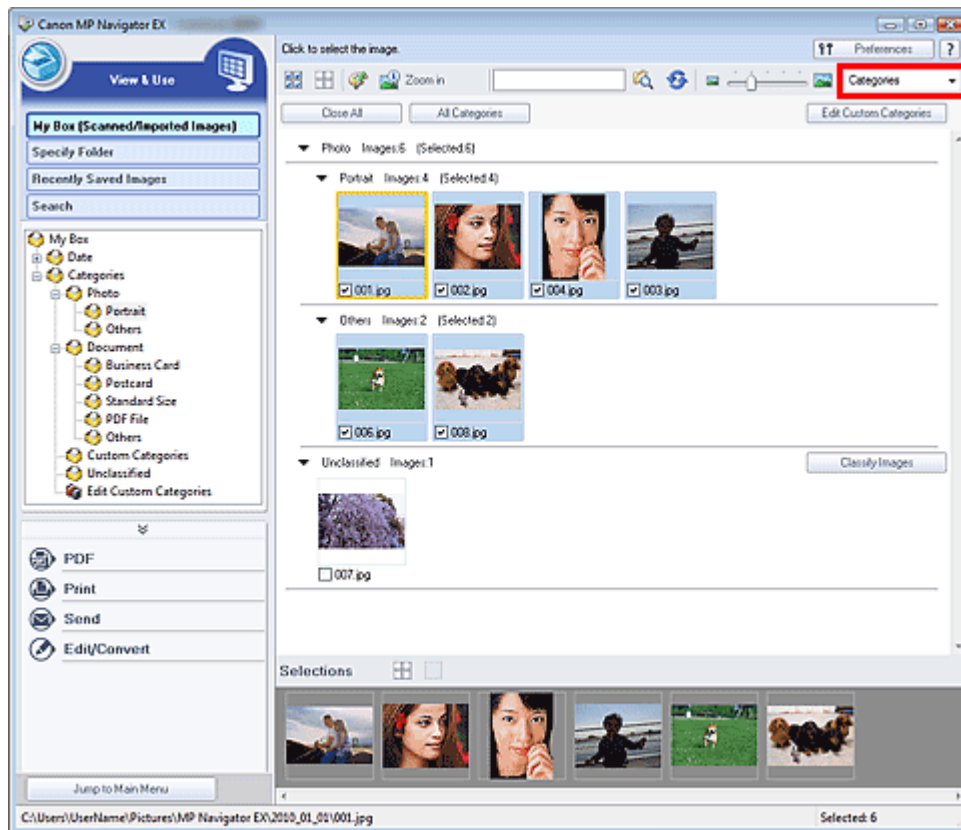 Canon MP Navigator EX
View & Use
My Box (Scanned/Imported Images)
Specify Folder
Recently Saved Images
Search
My Box
Date
Categories
Photo
Portrait
Others
Document
Business Card
Postcard
Standard Size
PDF File
Others
Custom Categories
Unclassified
Edit Custom Categories
PDF
Print
Send
Edit/Convert
Jump to Main Menu
Click to select the image.
Preferences
?
Zoom in
Categories
Close All
All Categories
Edit Custom Categories
Photo Images:6 (Selected:6)
Portrait Images:4 (Selected:4)
001.jpg
002.jpg
004.jpg
003.jpg
Others Images:2 (Selected:2)
006.jpg
008.jpg
Unclassified Images:1
Classify Images
007.jpg
Selections
C:\Users\UserName\Pictures\MP Navigator EX\2010_01_01\001.jpg
Selected: 6